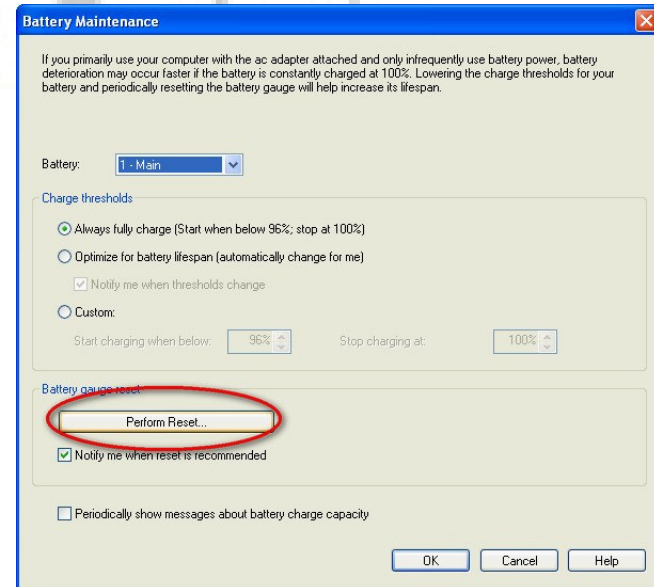 Battery Maintenance
If you primarily use your computer with the ac adapter attached and only infrequently use battery power, battery
deterioration may occur faster if the battery is constantly charged at 100%. Lowering the charge thresholds for your
battery and periodically resetting the battery gauge will help increase its lifespan.
Battery: 1 - Main
Charge thresholds
Always fully charge (Start when below 96%; stop at 100%)
Optimize for battery lifespan (automatically change for me)
Notify me when thresholds change
Custom:
Start charging when below: 96% Stop charging at: 100%
Battery gauge reset
Perform Reset...
Notify me when reset is recommended
Periodically show messages about battery charge capacity
OK Cancel Help